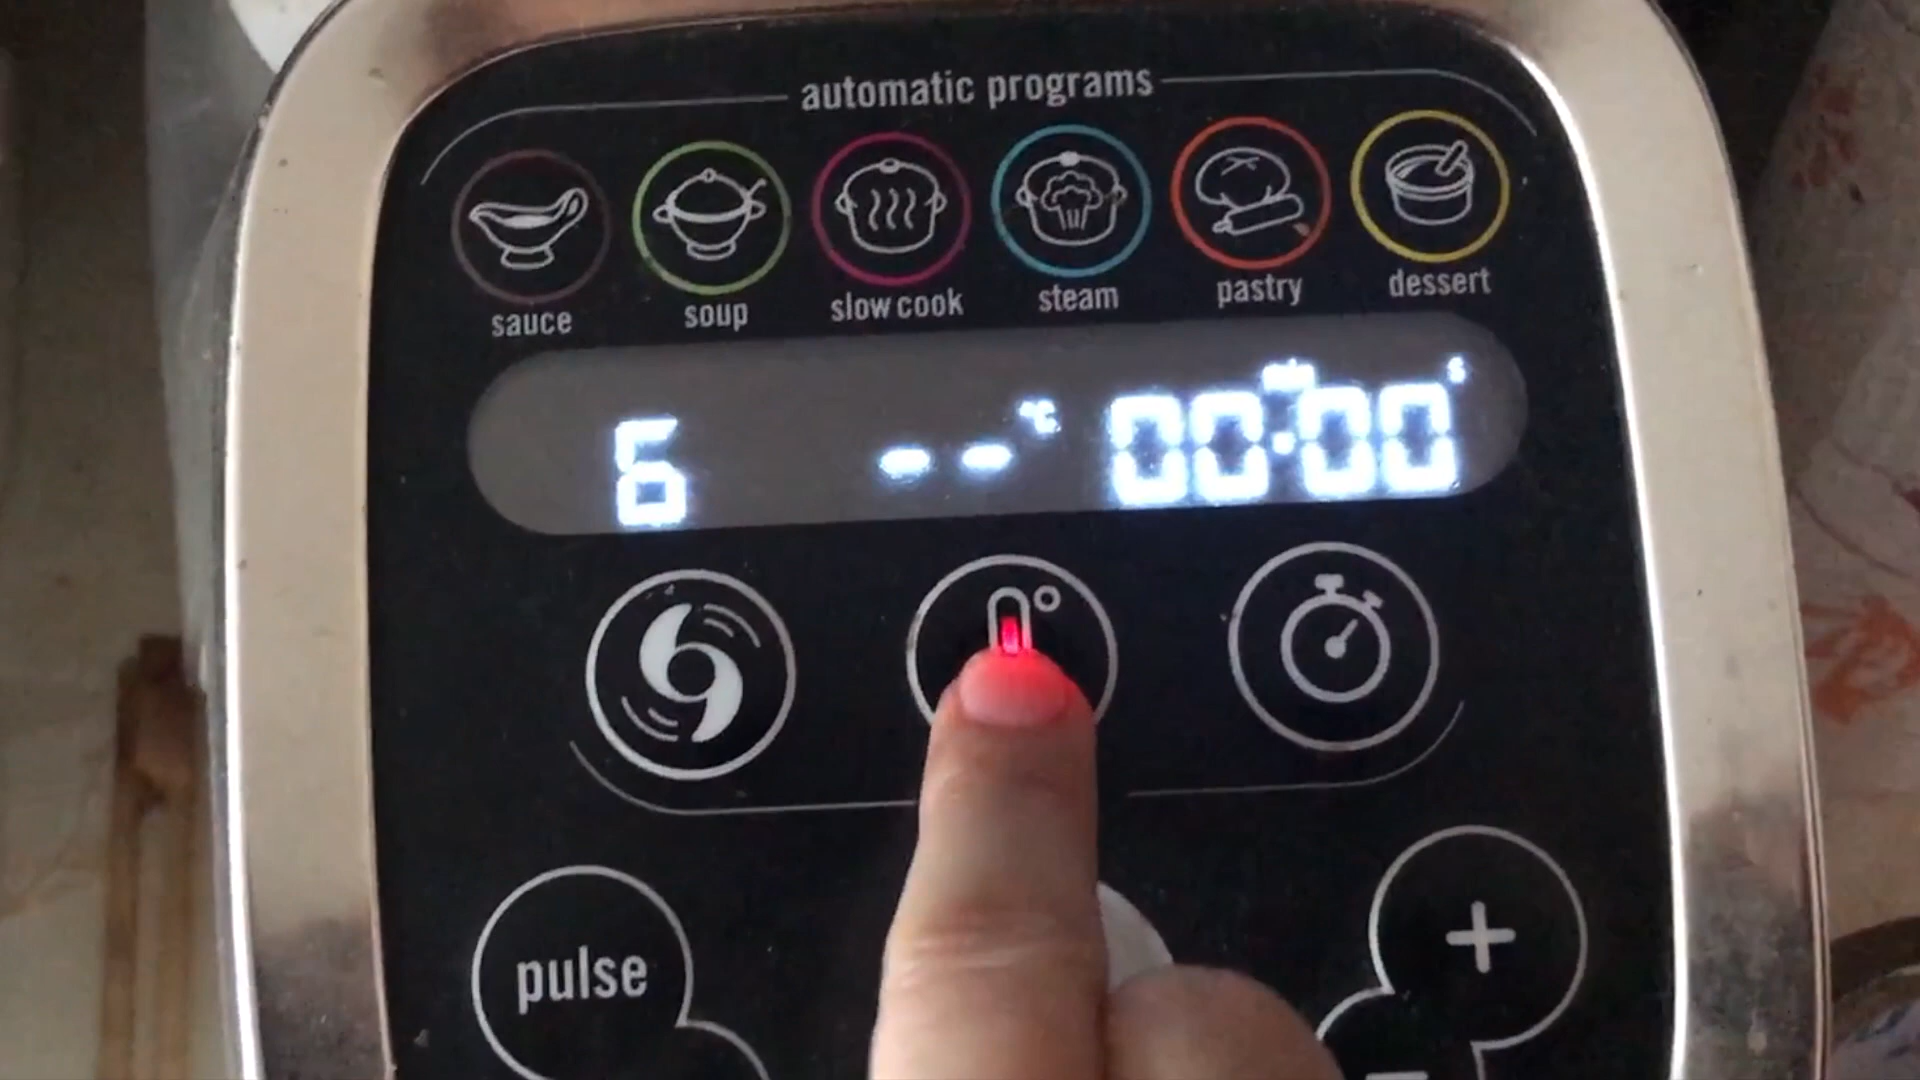 automatic programs
sauce soup slow cook steam pastry dessert
6 -- °C 00:00 s
pulse +